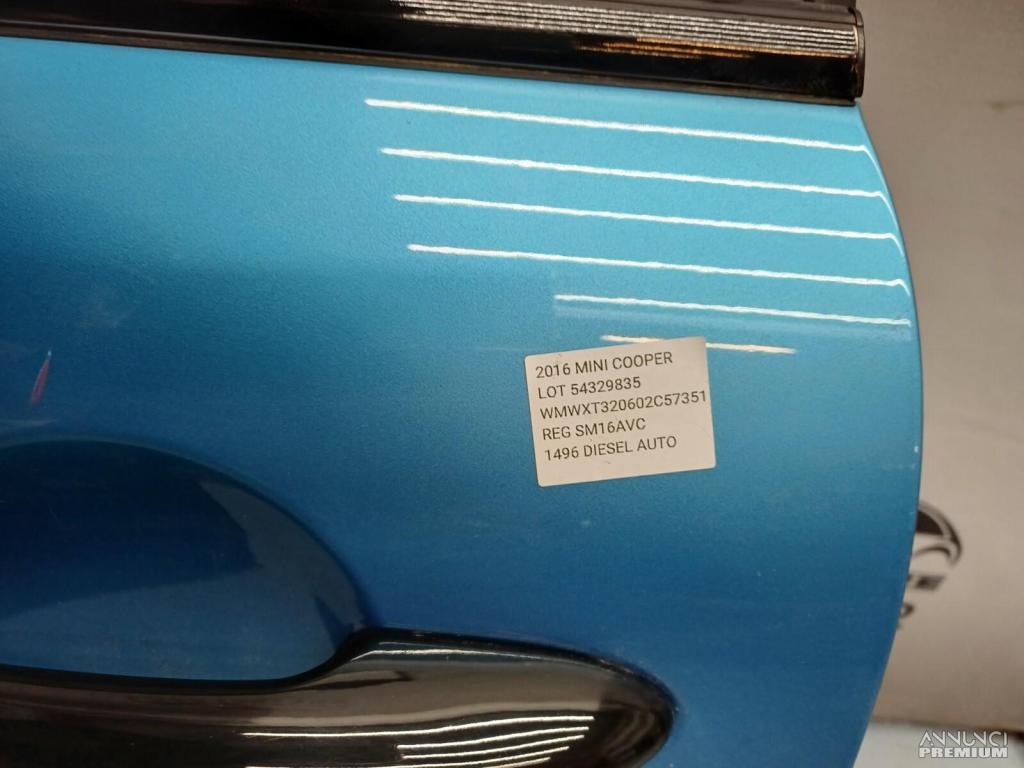 2016 MINI COOPER
LOT 54329835
WMWXT320602C57351
REG SM16AVC
1496 DIESEL AUTO
ANNUNCI
PREMIUM